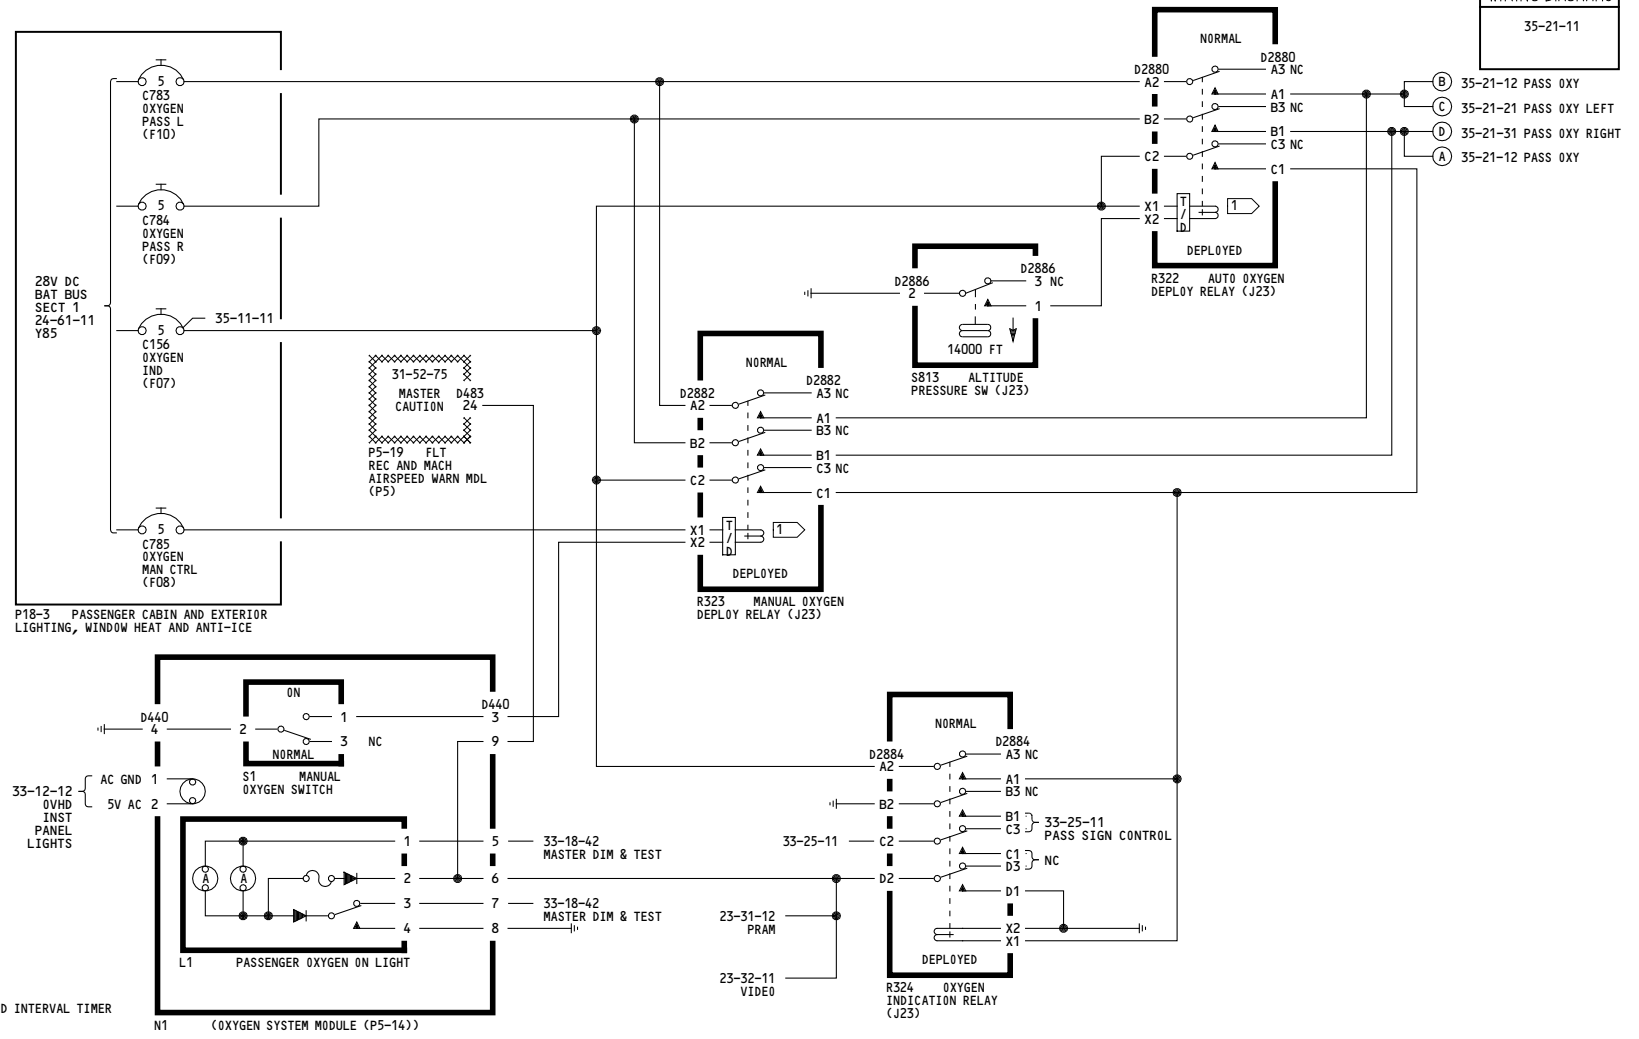 35-21-11
NORMAL
D2880
D2880
A2
A3 NC
A1
B3 NC
B2
B1
C3 NC
C2
C1
X1
X2
T
/
D
1
DEPLOYED
R322 AUTO OXYGEN
DEPLOY RELAY (J23)
B 35-21-12 PASS OXY
C 35-21-21 PASS OXY LEFT
D 35-21-31 PASS OXY RIGHT
A 35-21-12 PASS OXY
5
C783
OXYGEN
PASS L
(F10)
5
C784
OXYGEN
PASS R
(F09)
28V DC
BAT BUS
SECT 1
24-61-11
Y85
5
35-11-11
C156
OXYGEN
IND
(F07)
5
C785
OXYGEN
MAN CTRL
(F08)
P18-3 PASSENGER CABIN AND EXTERIOR
LIGHTING, WINDOW HEAT AND ANTI-ICE
31-52-75
MASTER
CAUTION
D483
24
P5-19 FLT
REC AND MACH
AIRSPEED WARN MDL
(P5)
D2886
D2886
2
3 NC
1
14000 FT
S813 ALTITUDE
PRESSURE SW (J23)
NORMAL
D2882
D2882
A2
A3 NC
A1
B3 NC
B2
B1
C3 NC
C2
C1
X1
X2
T
/
D
1
DEPLOYED
R323 MANUAL OXYGEN
DEPLOY RELAY (J23)
ON
D440
4
2
1
3 NC
NORMAL
D440
3
9
S1 MANUAL
OXYGEN SWITCH
33-12-12
OVHD
INST
PANEL
LIGHTS
AC GND 1
5V AC 2
A
A
1
2
3
4
5
6
7
8
33-18-42
MASTER DIM & TEST
33-18-42
MASTER DIM & TEST
L1 PASSENGER OXYGEN ON LIGHT
N1 (OXYGEN SYSTEM MODULE (P5-14))
D INTERVAL TIMER
23-31-12
PRAM
23-32-11
VIDEO
NORMAL
D2884
D2884
A2
A3 NC
A1
B3 NC
B2
B1
C3
33-25-11
PASS SIGN CONTROL
33-25-11
C2
C1
D3
NC
D2
D1
X2
X1
DEPLOYED
R324 OXYGEN
INDICATION RELAY
(J23)